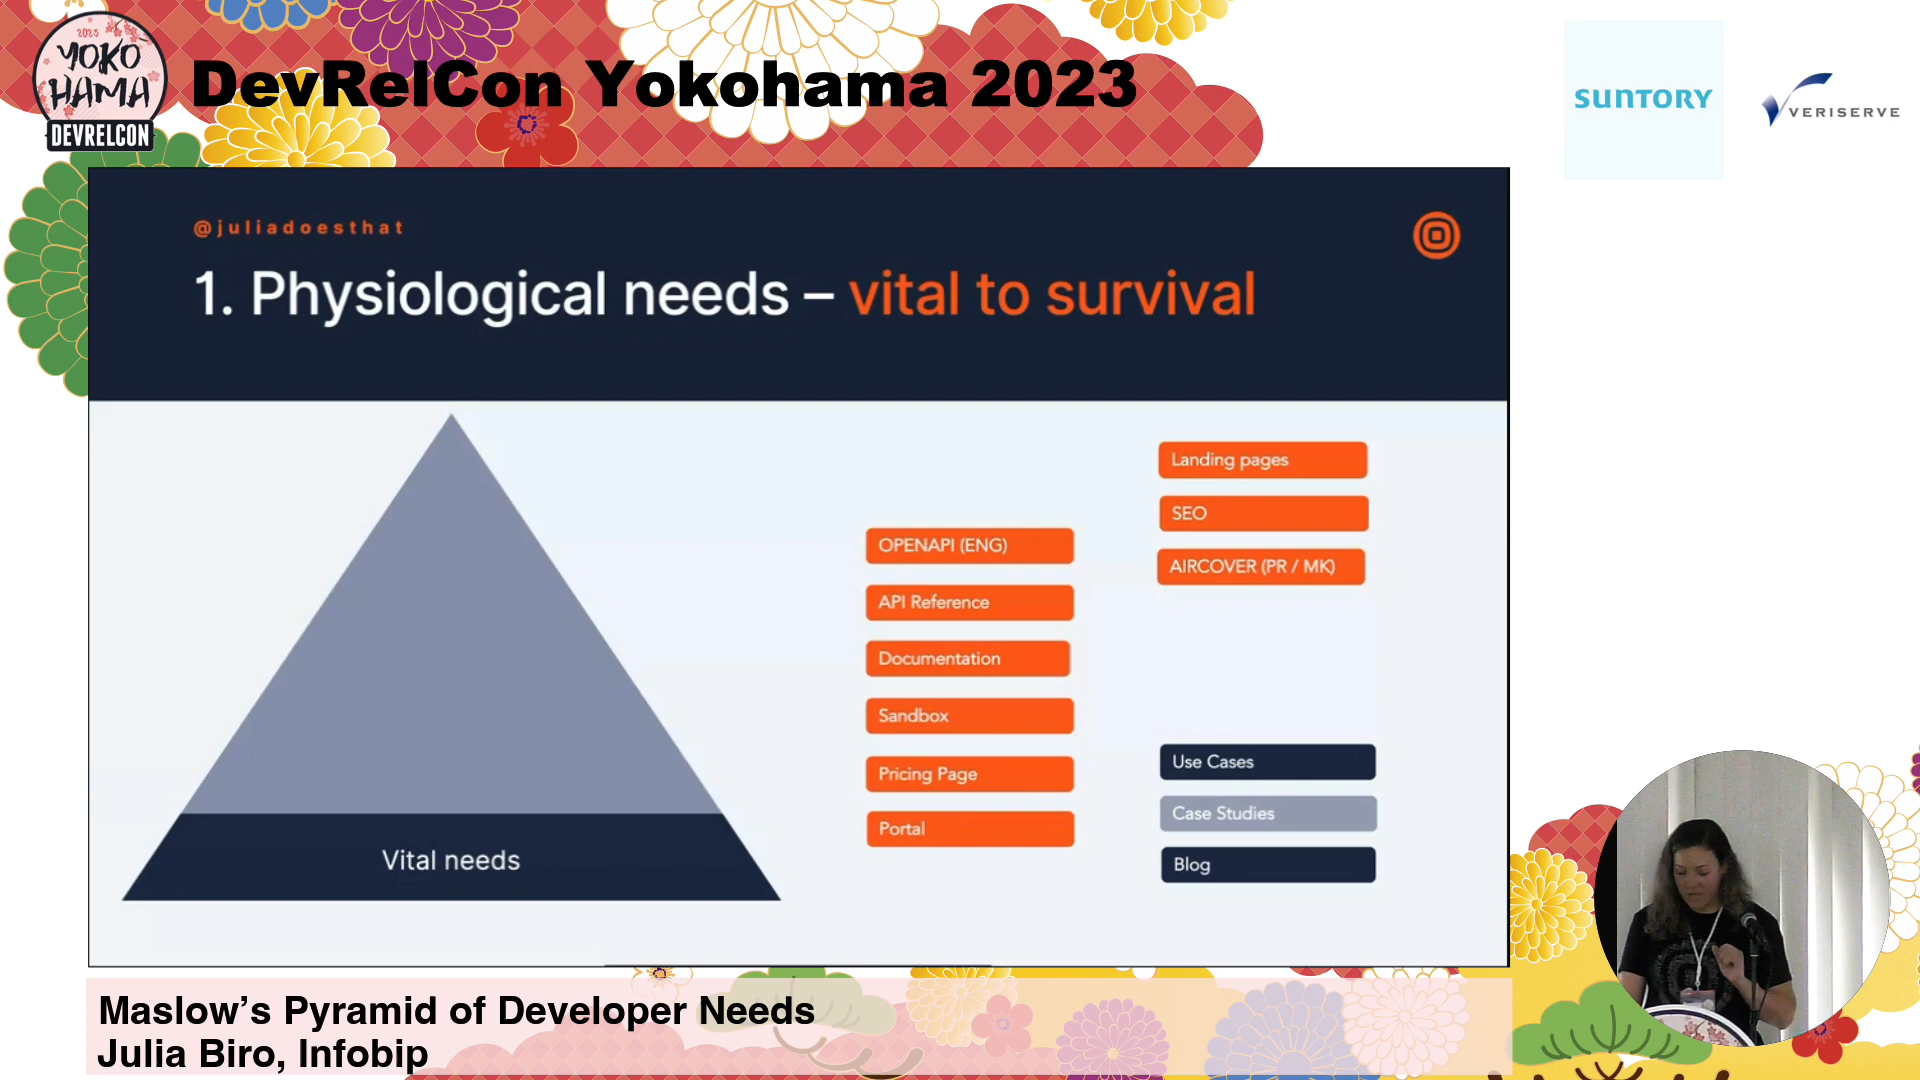 2023
YOKO
HAMA
DEVRELCON
DevRelCon Yokohama 2023
SUNTORY
VERISERVE
@juliadoesthat
1. Physiological needs – vital to survival
Vital needs
OPENAPI (ENG)
API Reference
Documentation
Sandbox
Pricing Page
Portal
Landing pages
SEO
AIRCOVER (PR / MK)
Use Cases
Case Studies
Blog
Maslow’s Pyramid of Developer Needs
Julia Biro, Infobip